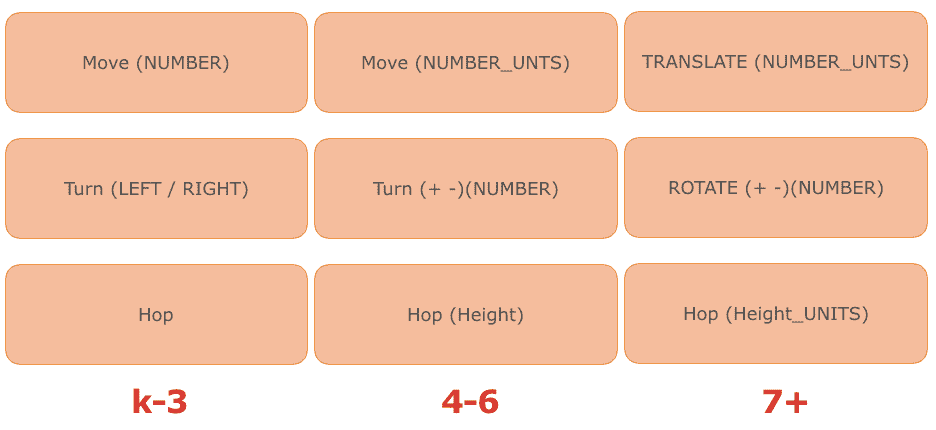 Move (NUMBER)
Move (NUMBER_UNTS)
TRANSLATE (NUMBER_UNTS)
Turn (LEFT / RIGHT)
Turn (+ -)(NUMBER)
ROTATE (+ -)(NUMBER)
Hop
Hop (Height)
Hop (Height_UNITS)
k-3
4-6
7+